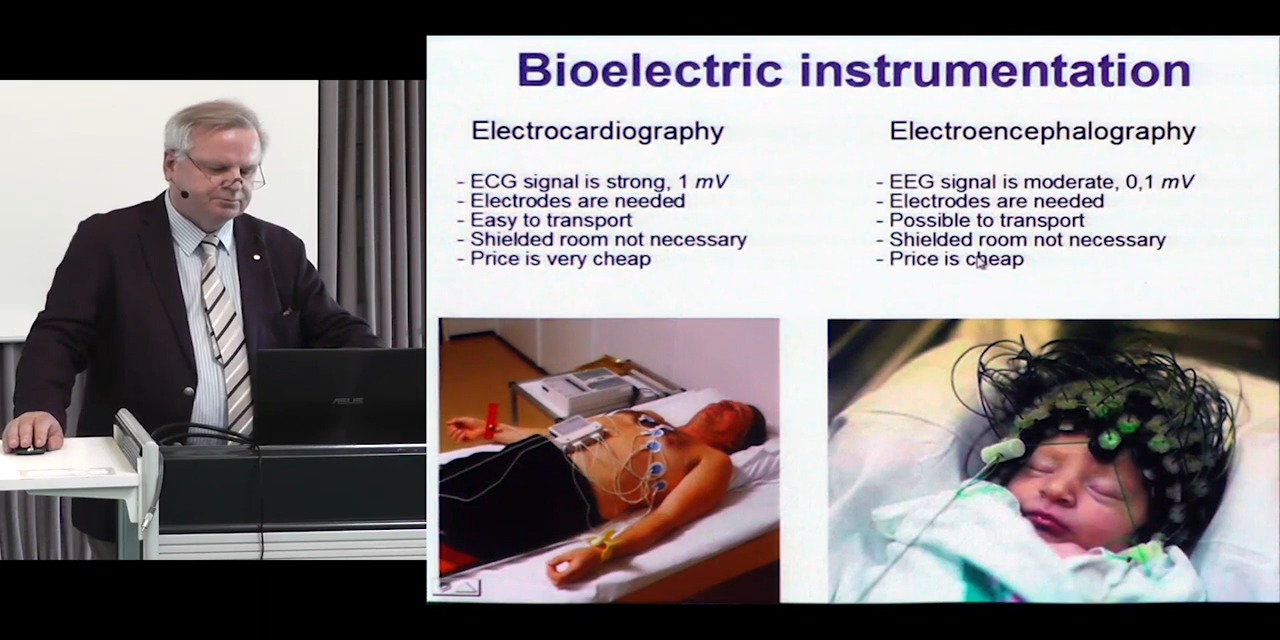 Bioelectric instrumentation
Electrocardiography
- ECG signal is strong, 1 mV
- Electrodes are needed
- Easy to transport
- Shielded room not necessary
- Price is very cheap
Electroencephalography
- EEG signal is moderate, 0,1 mV
- Electrodes are needed
- Possible to transport
- Shielded room not necessary
- Price is cheap
ASUS